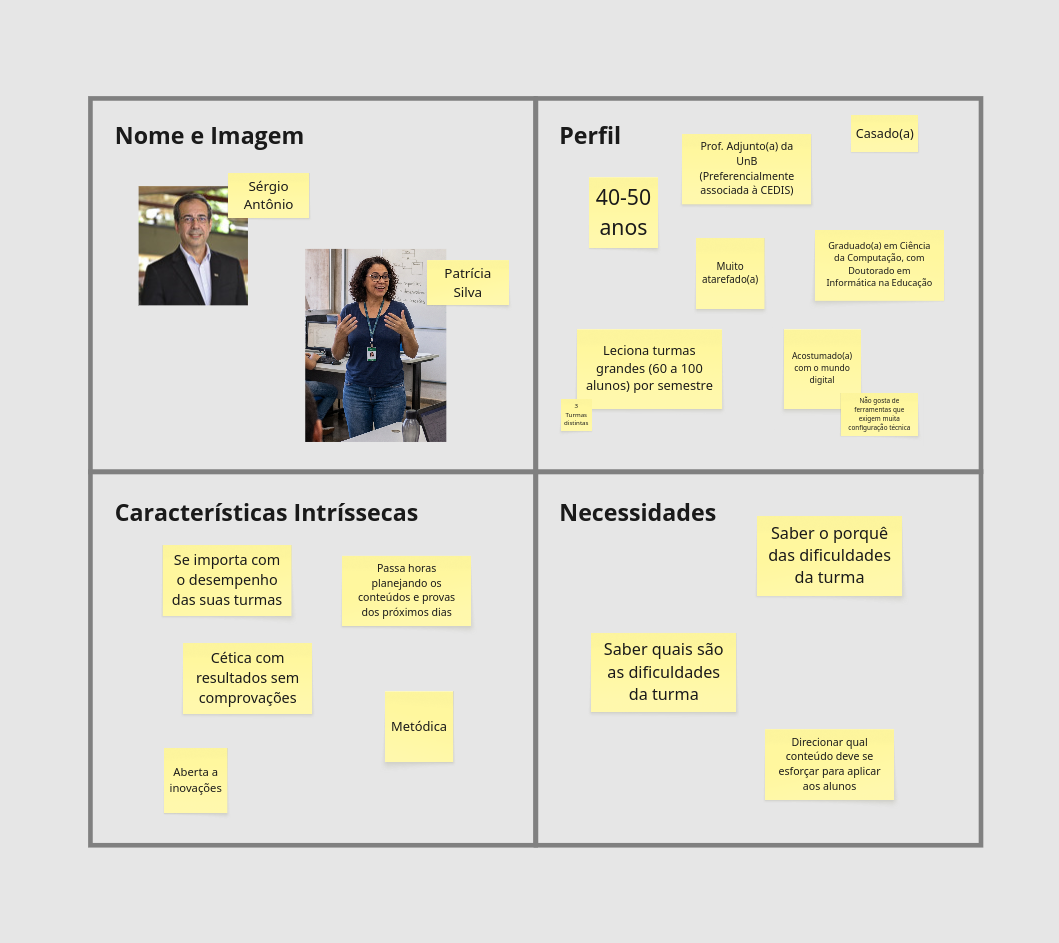 Nome e Imagem
Sérgio
Antônio
Patrícia
Silva
Perfil
Casado(a)
Prof. Adjunto(a) da
UnB
(Preferencialmente
associada à CEDIS)
40-50
anos
Muito
atarefado(a)
Graduado(a) em Ciência
da Computação, com
Doutorado em
Informática na Educação
Leciona turmas
grandes (60 a 100
alunos) por semestre
3
Turmas
distintas
Acostumado(a)
com o mundo
digital
Não gosta de
ferramentas que
exigem muita
configuração técnica
Características Intríssecas
Se importa com
o desempenho
das suas turmas
Passa horas
planejando os
conteúdos e provas
dos próximos dias
Cética com
resultados sem
comprovações
Metódica
Aberta a
inovações
Necessidades
Saber o porquê
das dificuldades
da turma
Saber quais são
as dificuldades
da turma
Direcionar qual
conteúdo deve se
esforçar para aplicar
aos alunos